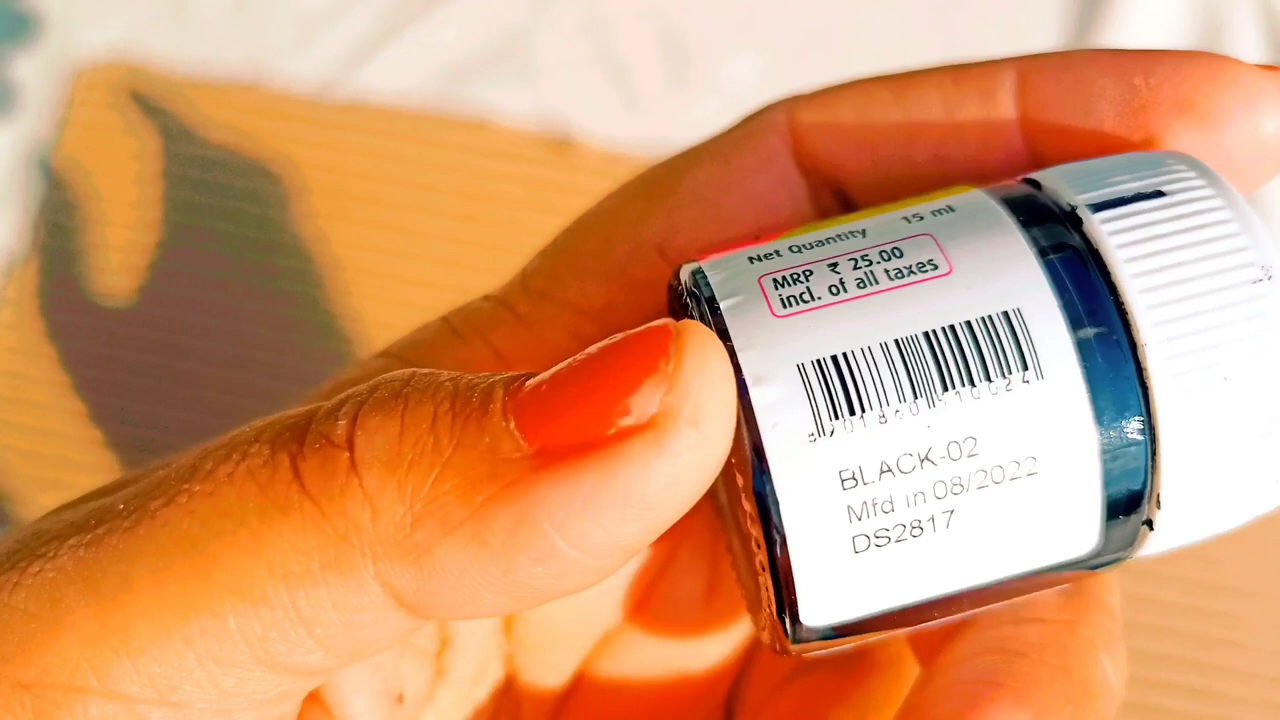 Net Quantity 15 ml
MRP ₹ 25.00
incl. of all taxes
BLACK-02
Mfd in 08/2022
DS2817